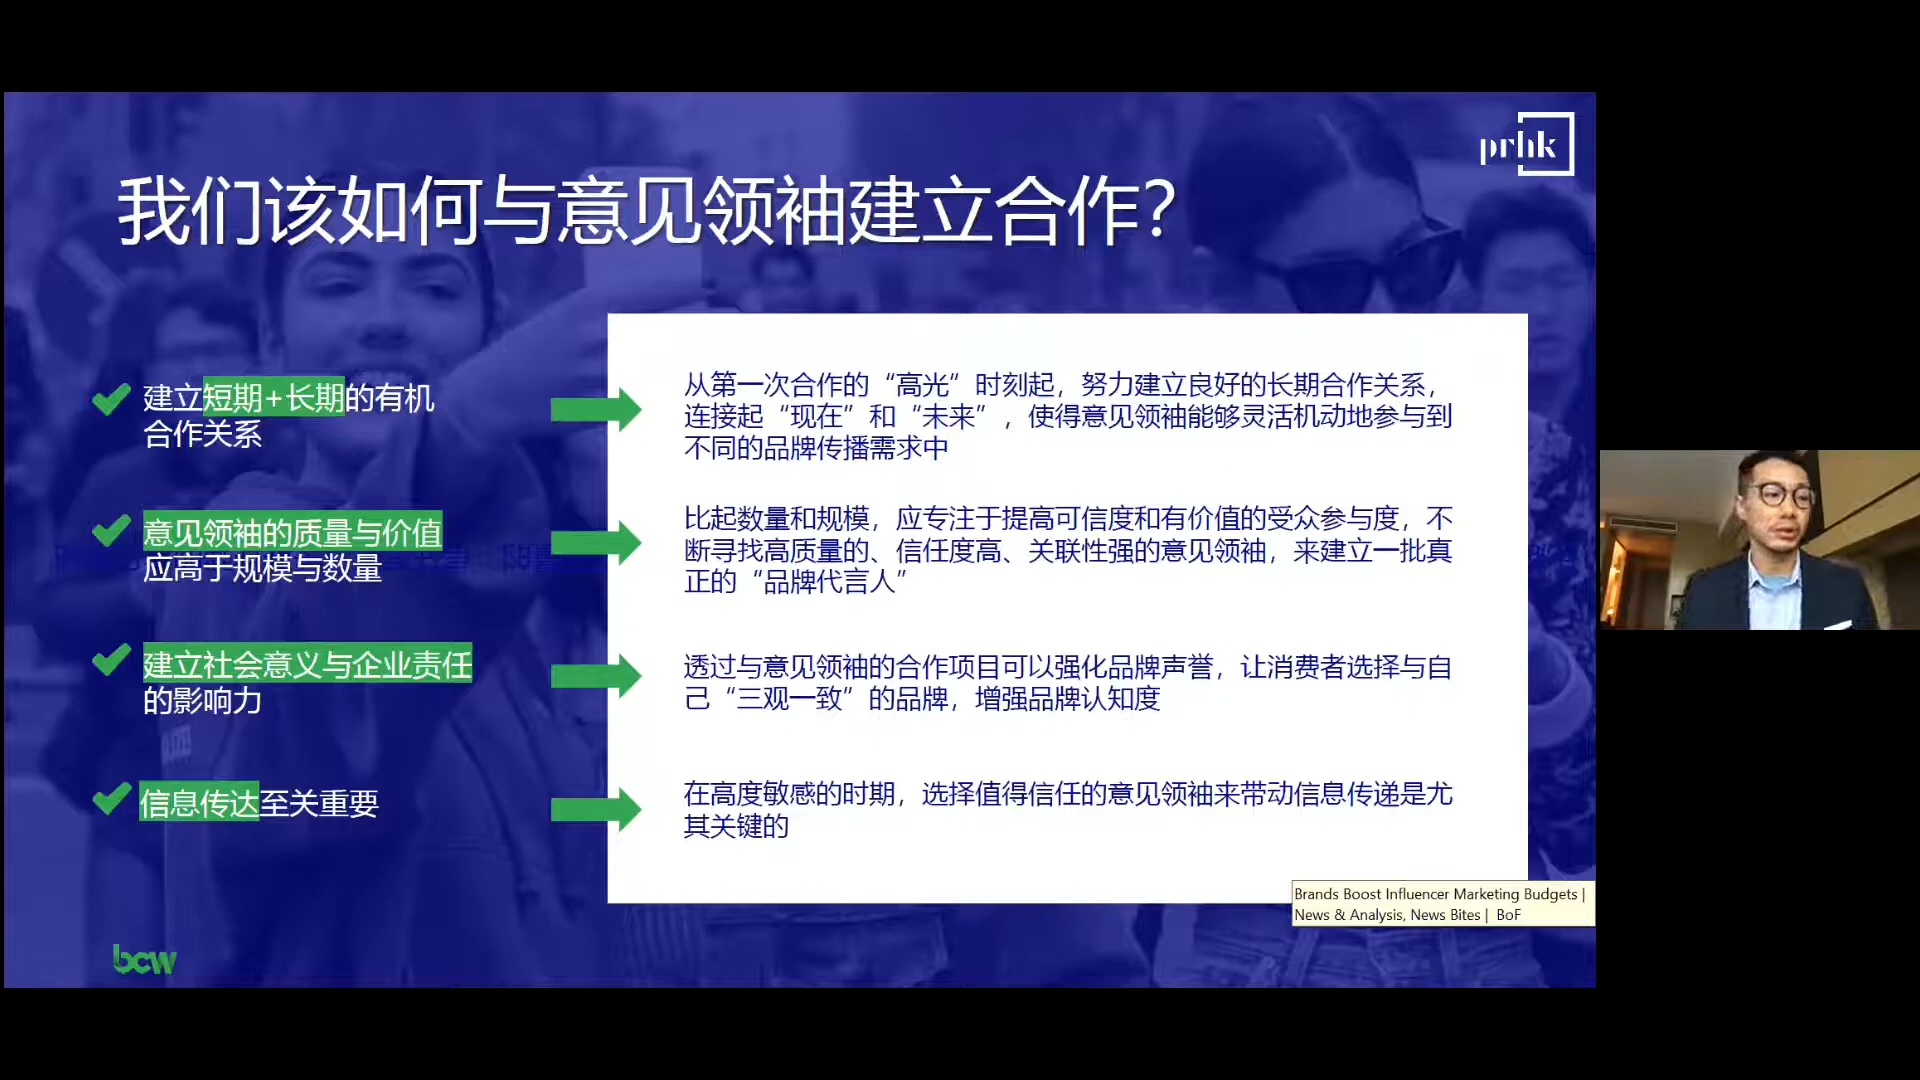 prhk
我们该如何与意见领袖建立合作？
建立短期+长期的有机
合作关系
从第一次合作的“高光”时刻起，努力建立良好的长期合作关系，
连接起“现在”和“未来”，使得意见领袖能够灵活机动地参与到
不同的品牌传播需求中
意见领袖的质量与价值
应高于规模与数量
比起数量和规模，应专注于提高可信度和有价值的受众参与度，不
断寻找高质量的、信任度高、关联性强的意见领袖，来建立一批真
正的“品牌代言人”
建立社会意义与企业责任
的影响力
透过与意见领袖的合作项目可以强化品牌声誉，让消费者选择与自
己“三观一致”的品牌，增强品牌认知度
信息传达至关重要
在高度敏感的时期，选择值得信任的意见领袖来带动信息传递是尤
其关键的
Brands Boost Influencer Marketing Budgets |
News & Analysis, News Bites | BoF
bcw